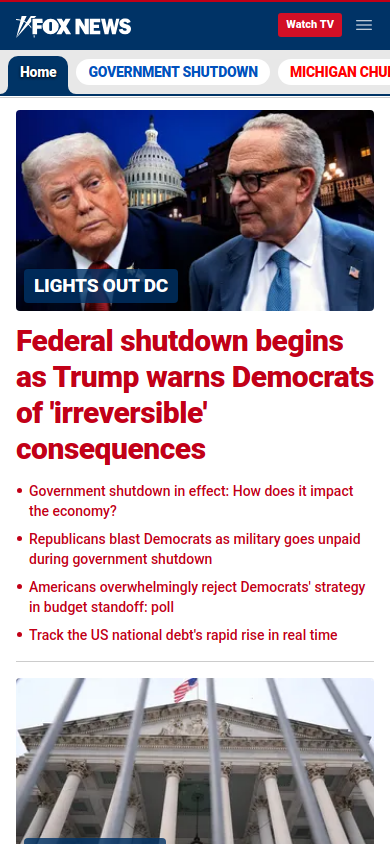 FOX NEWS
Watch TV
Home
GOVERNMENT SHUTDOWN
MICHIGAN CHU
LIGHTS OUT DC
Federal shutdown begins
as Trump warns Democrats
of 'irreversible'
consequences
• Government shutdown in effect: How does it impact
the economy?
• Republicans blast Democrats as military goes unpaid
during government shutdown
• Americans overwhelmingly reject Democrats' strategy
in budget standoff: poll
• Track the US national debt's rapid rise in real time